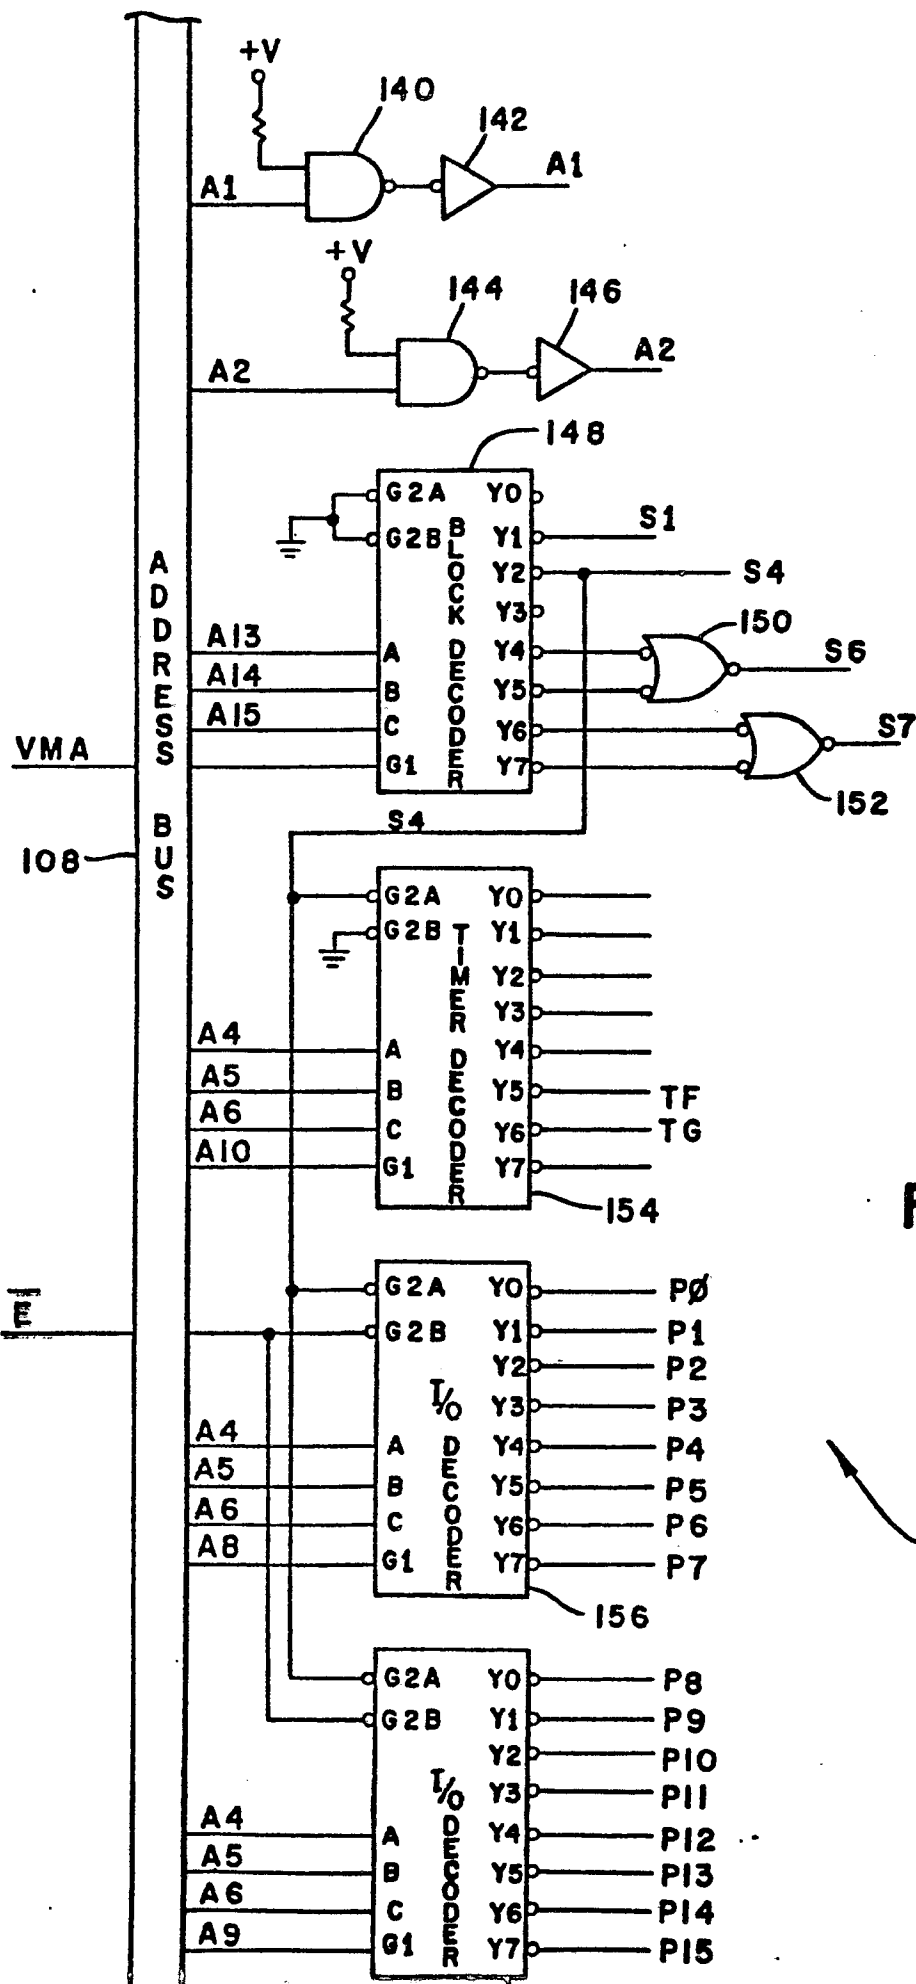 +V
140
142
A1
A1
+V
144
146
A2
A2
148
G2A Y0
G2B Y1 S1
Y2 S4
Y3
BLOCK DECODER
150
A13 A Y4 S6
A14 B Y5
A15 C Y6 S7
VMA G1 Y7
152
ADDRESS BUS
108
S4
G2A Y0
G2B Y1
Y2
Y3
TIMER DECODER
A4 A Y4
A5 B Y5 TF
A6 C Y6 TG
A10 G1 Y7
154
E
G2A Y0 PØ
G2B Y1 P1
Y2 P2
I/O DECODER
Y3 P3
A4 A Y4 P4
A5 B Y5 P5
A6 C Y6 P6
A8 G1 Y7 P7
156
G2A Y0 P8
G2B Y1 P9
Y2 P10
I/O DECODER
Y3 P11
A4 A Y4 P12
A5 B Y5 P13
A6 C Y6 P14
A9 G1 Y7 P15